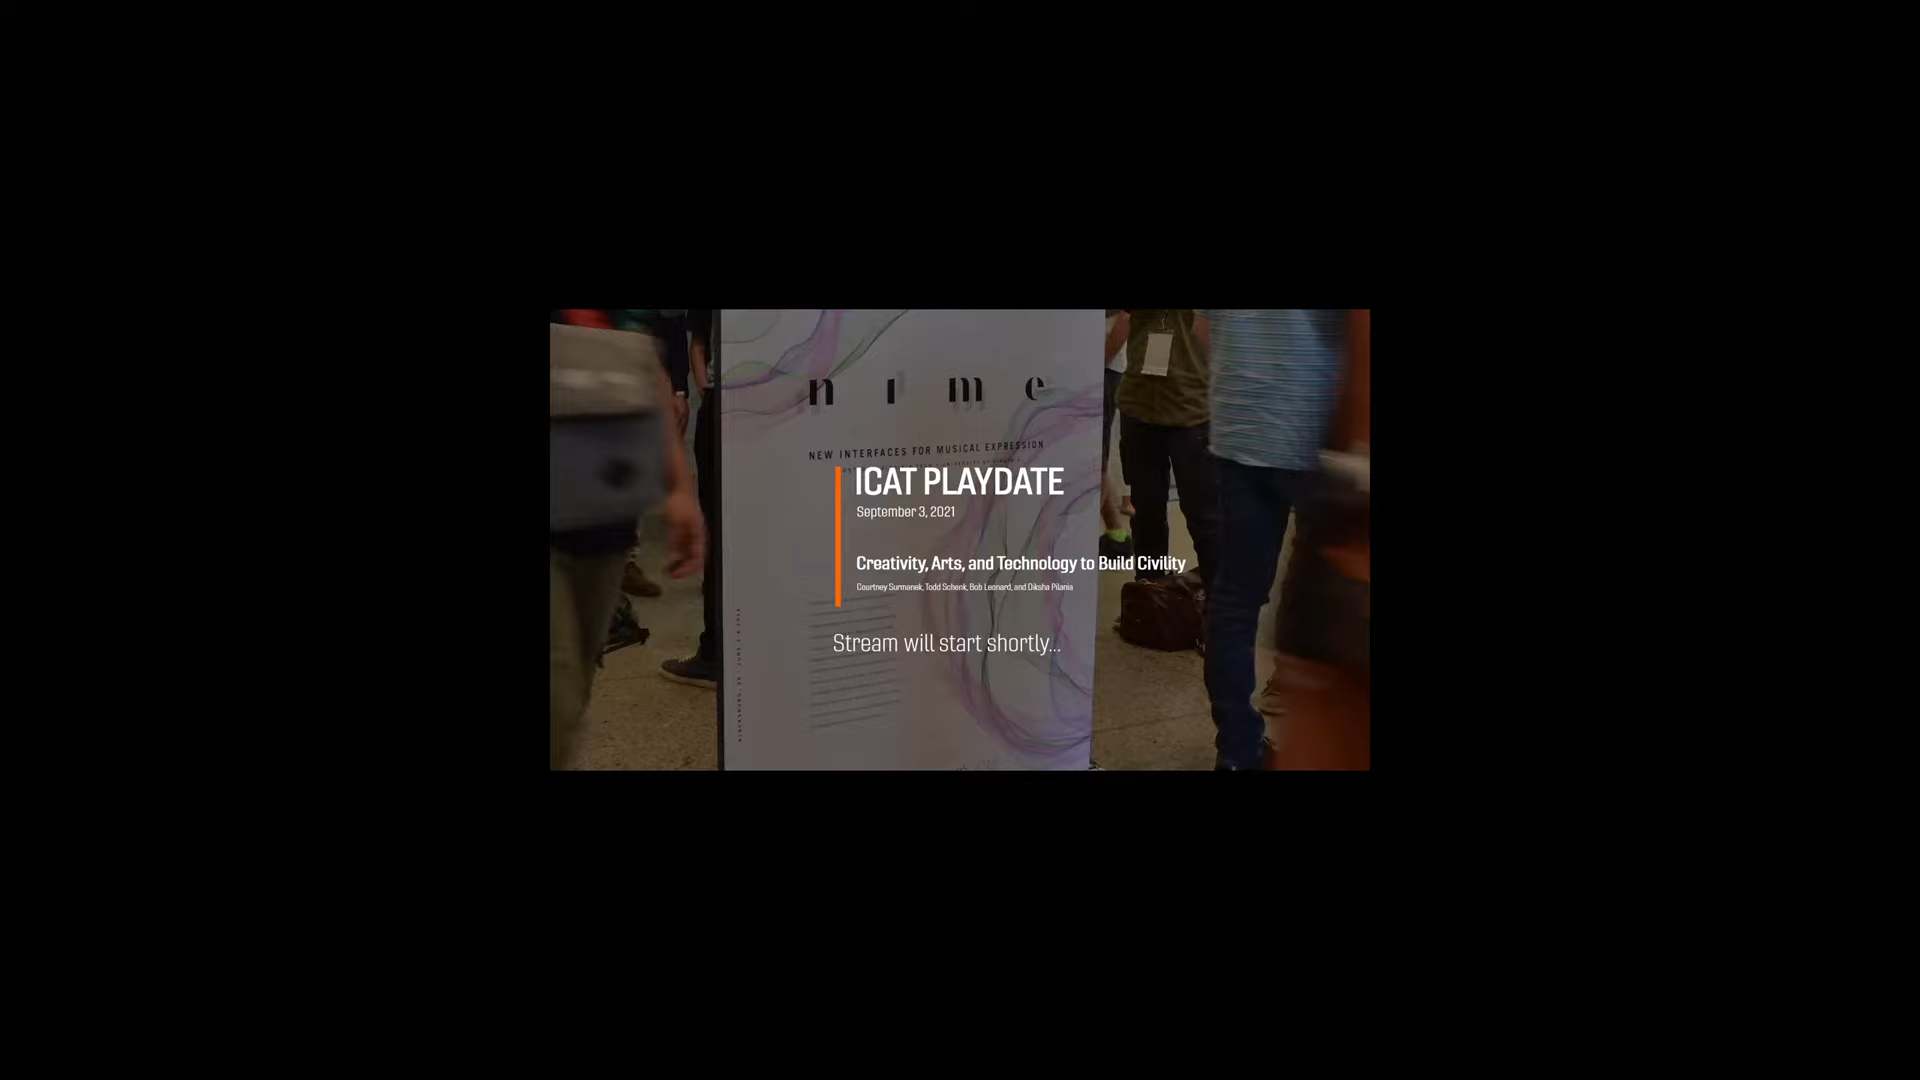 n i m e
NEW INTERFACES FOR MUSICAL EXPRESSION
ICAT PLAYDATE
September 3, 2021
Creativity, Arts, and Technology to Build Civility
Courtney Surmanek, Todd Schenk, Bob Leonard, and Diksha Pilania
Stream will start shortly...